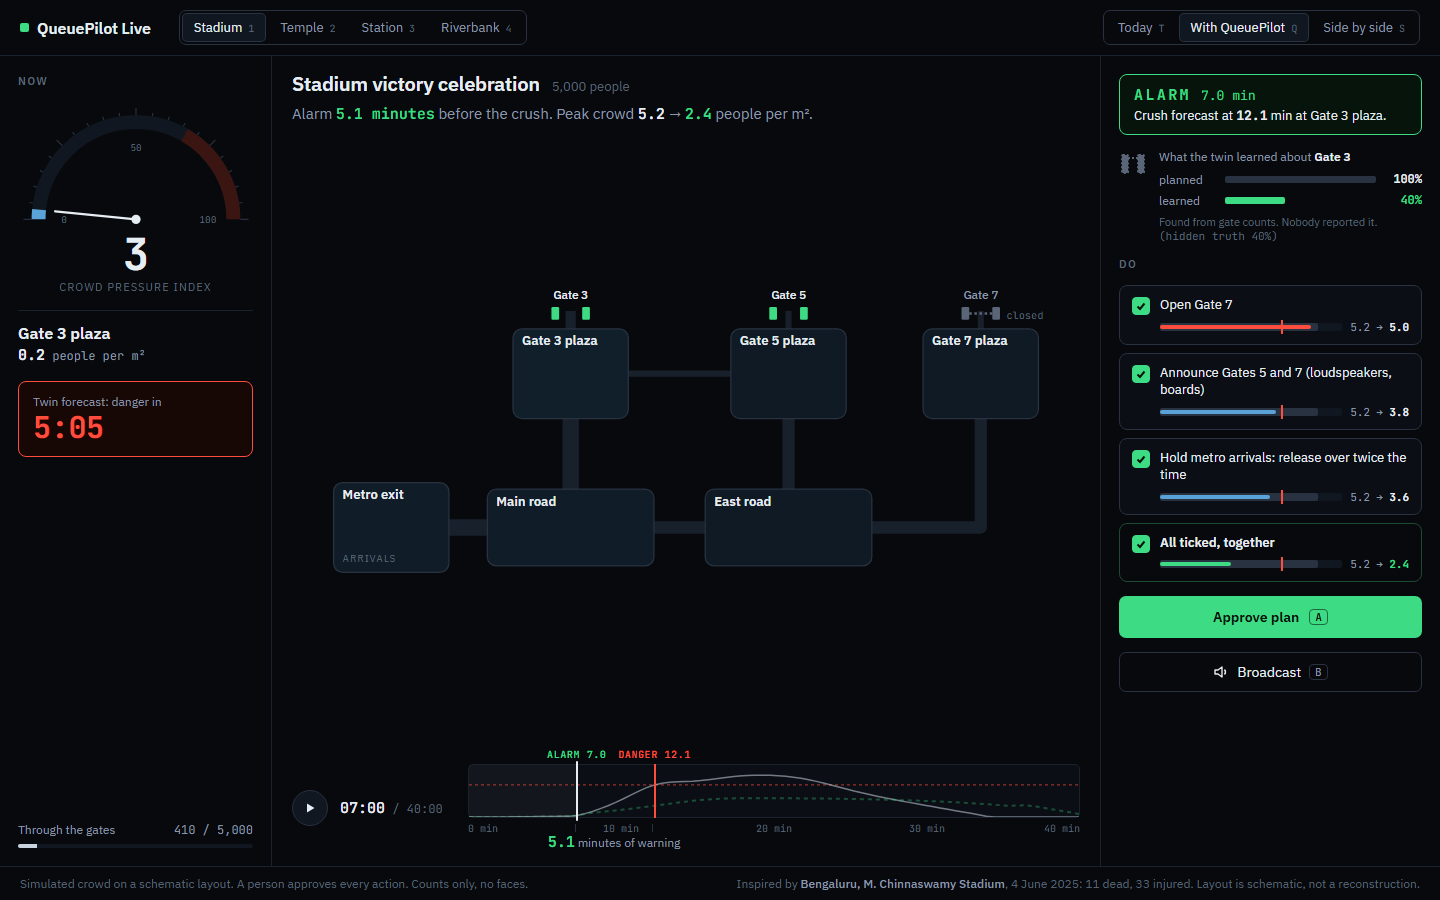 QueuePilot Live
Stadium 1 Temple 2 Station 3 Riverbank 4
Today T With QueuePilot Q Side by side S
NOW
50
0
100
3
CROWD PRESSURE INDEX
Gate 3 plaza
0.2 people per m²
Twin forecast: danger in
5:05
Through the gates 410 / 5,000
Stadium victory celebration 5,000 people
Alarm 5.1 minutes before the crush. Peak crowd 5.2 → 2.4 people per m².
Gate 3
Gate 5
Gate 7
closed
Gate 3 plaza
Gate 5 plaza
Gate 7 plaza
Metro exit
ARRIVALS
Main road
East road
ALARM 7.0 DANGER 12.1
07:00 / 40:00
0 min 10 min 20 min 30 min 40 min
5.1 minutes of warning
ALARM 7.0 min
Crush forecast at 12.1 min at Gate 3 plaza.
What the twin learned about Gate 3
planned 100%
learned 40%
Found from gate counts. Nobody reported it.
(hidden truth 40%)
DO
Open Gate 7
5.2 → 5.0
Announce Gates 5 and 7 (loudspeakers,
boards)
5.2 → 3.8
Hold metro arrivals: release over twice the
time
5.2 → 3.6
All ticked, together
5.2 → 2.4
Approve plan A
Broadcast B
Simulated crowd on a schematic layout. A person approves every action. Counts only, no faces.
Inspired by Bengaluru, M. Chinnaswamy Stadium, 4 June 2025: 11 dead, 33 injured. Layout is schematic, not a reconstruction.